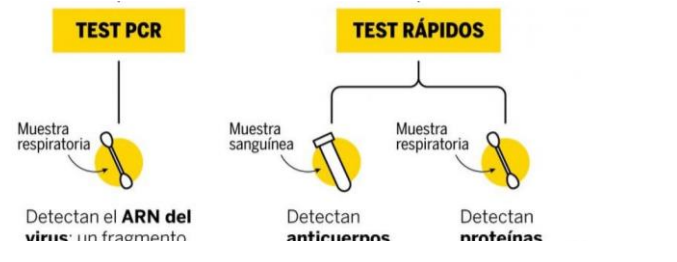 TEST PCR
TEST RÁPIDOS
Muestra
respiratoria
Muestra
sanguínea
Muestra
respiratoria
Detectan el ARN del
virus: un fragmento
Detectan
anticuerpos
Detectan
proteínas